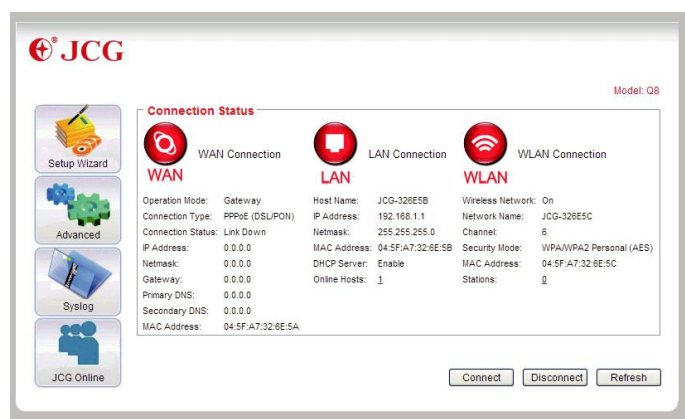 JCG
Model: Q8
Connection Status
Setup Wizard
Advanced
Syslog
JCG Online
WAN
WAN Connection
Operation Mode: Gateway
Connection Type: PPPoE (DSL/PON)
Connection Status: Link Down
IP Address: 0.0.0.0
Netmask: 0.0.0.0
Gateway: 0.0.0.0
Primary DNS: 0.0.0.0
Secondary DNS: 0.0.0.0
MAC Address: 04:5F:A7:32:6E:5A
LAN
LAN Connection
Host Name: JCG-326E5B
IP Address: 192.168.1.1
Netmask: 255.255.255.0
MAC Address: 04:5F:A7:32:6E:5B
DHCP Server: Enable
Online Hosts: 1
WLAN
WLAN Connection
Wireless Network: On
Network Name: JCG-326E5C
Channel: 6
Security Mode: WPA/WPA2 Personal (AES)
MAC Address: 04:5F:A7:32:6E:5C
Stations: 0
Connect
Disconnect
Refresh